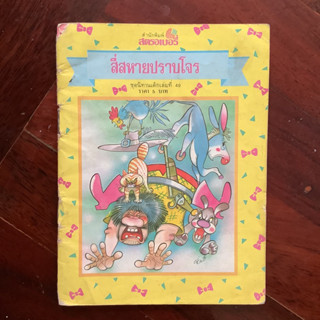 สำนักพิมพ์
สตรอเบอรี่
สี่สหายปราบโจร
ชุดนิทานเด็กเล่มที่ 40
ราคา ๖ บาท